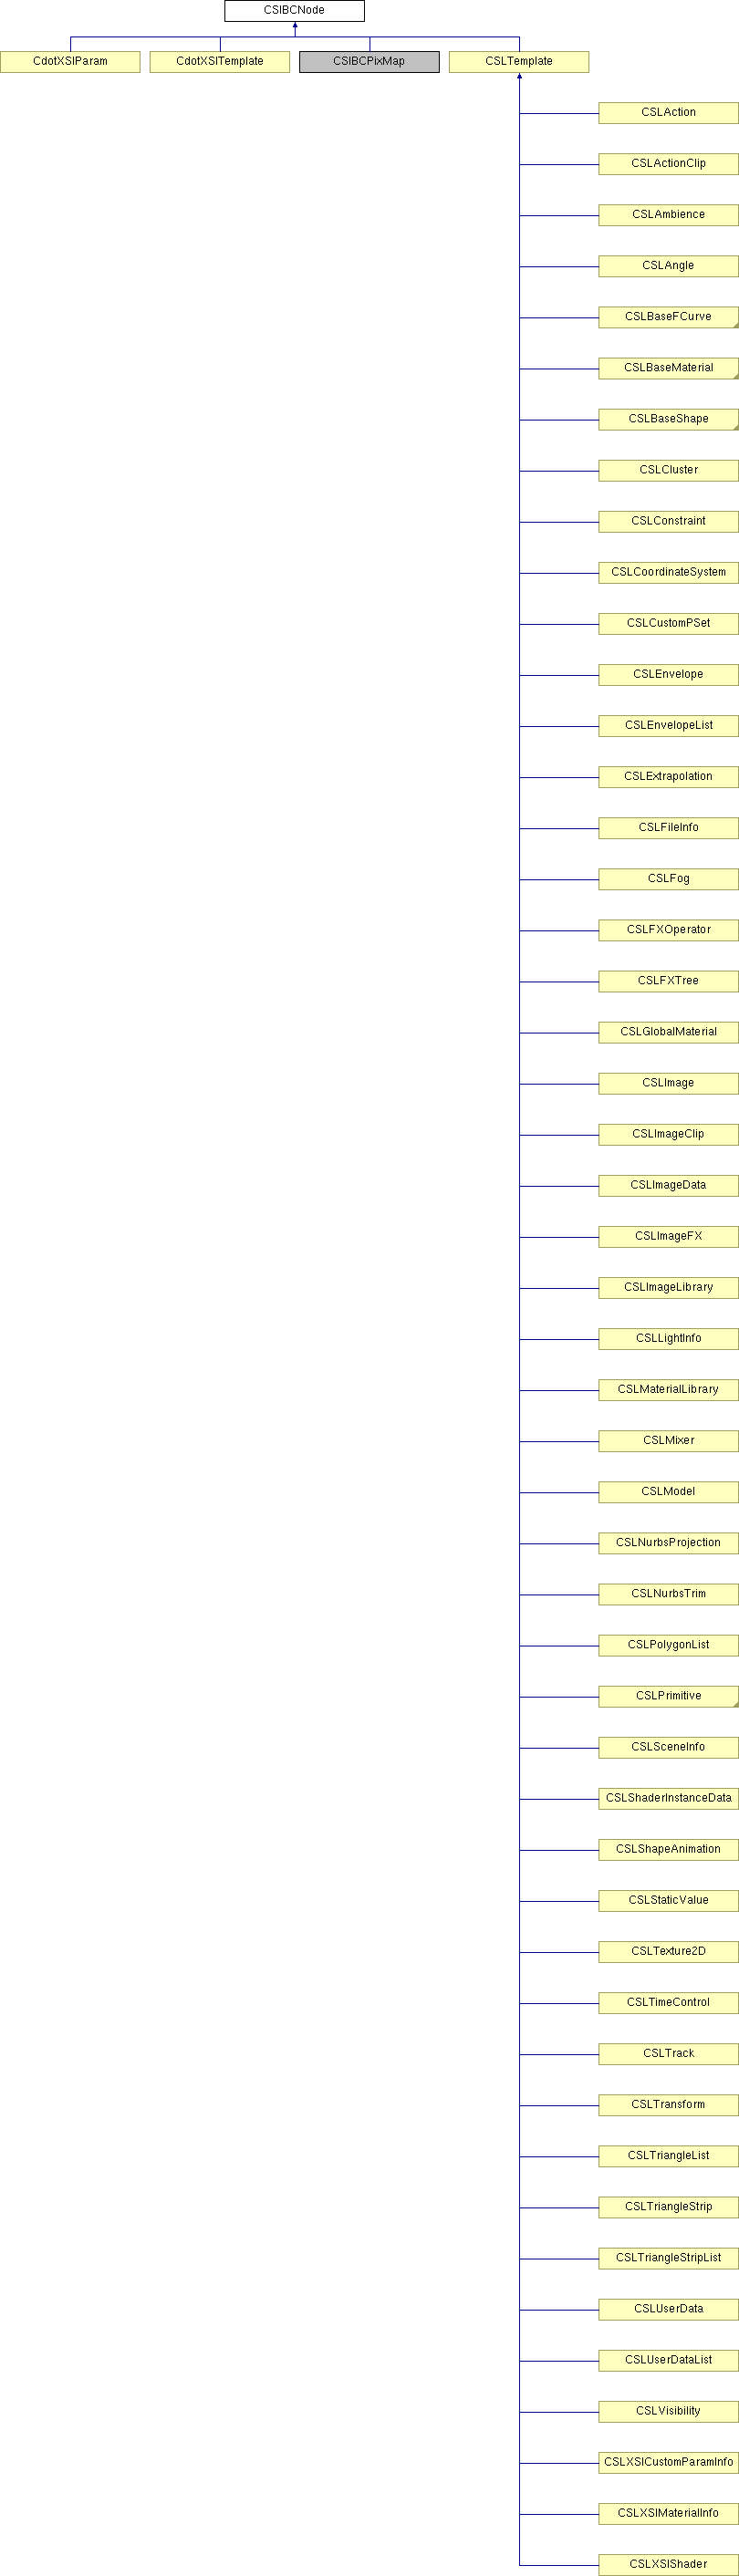 CSIBCNode
CdotXSIParam CdotXSITemplate CSIBCPixMap CSLTemplate
CSLAction
CSLActionClip
CSLAmbience
CSLAngle
CSLBaseFCurve
CSLBaseMaterial
CSLBaseShape
CSLCluster
CSLConstraint
CSLCoordinateSystem
CSLCustomPSet
CSLEnvelope
CSLEnvelopeList
CSLExtrapolation
CSLFileInfo
CSLFog
CSLFXOperator
CSLFXTree
CSLGlobalMaterial
CSLImage
CSLImageClip
CSLImageData
CSLImageFX
CSLImageLibrary
CSLLightInfo
CSLMaterialLibrary
CSLMixer
CSLModel
CSLNurbsProjection
CSLNurbsTrim
CSLPolygonList
CSLPrimitive
CSLSceneInfo
CSLShaderInstanceData
CSLShapeAnimation
CSLStaticValue
CSLTexture2D
CSLTimeControl
CSLTrack
CSLTransform
CSLTriangleList
CSLTriangleStrip
CSLTriangleStripList
CSLUserData
CSLUserDataList
CSLVisibility
CSLXSICustomParamInfo
CSLXSIMaterialInfo
CSLXSIShader